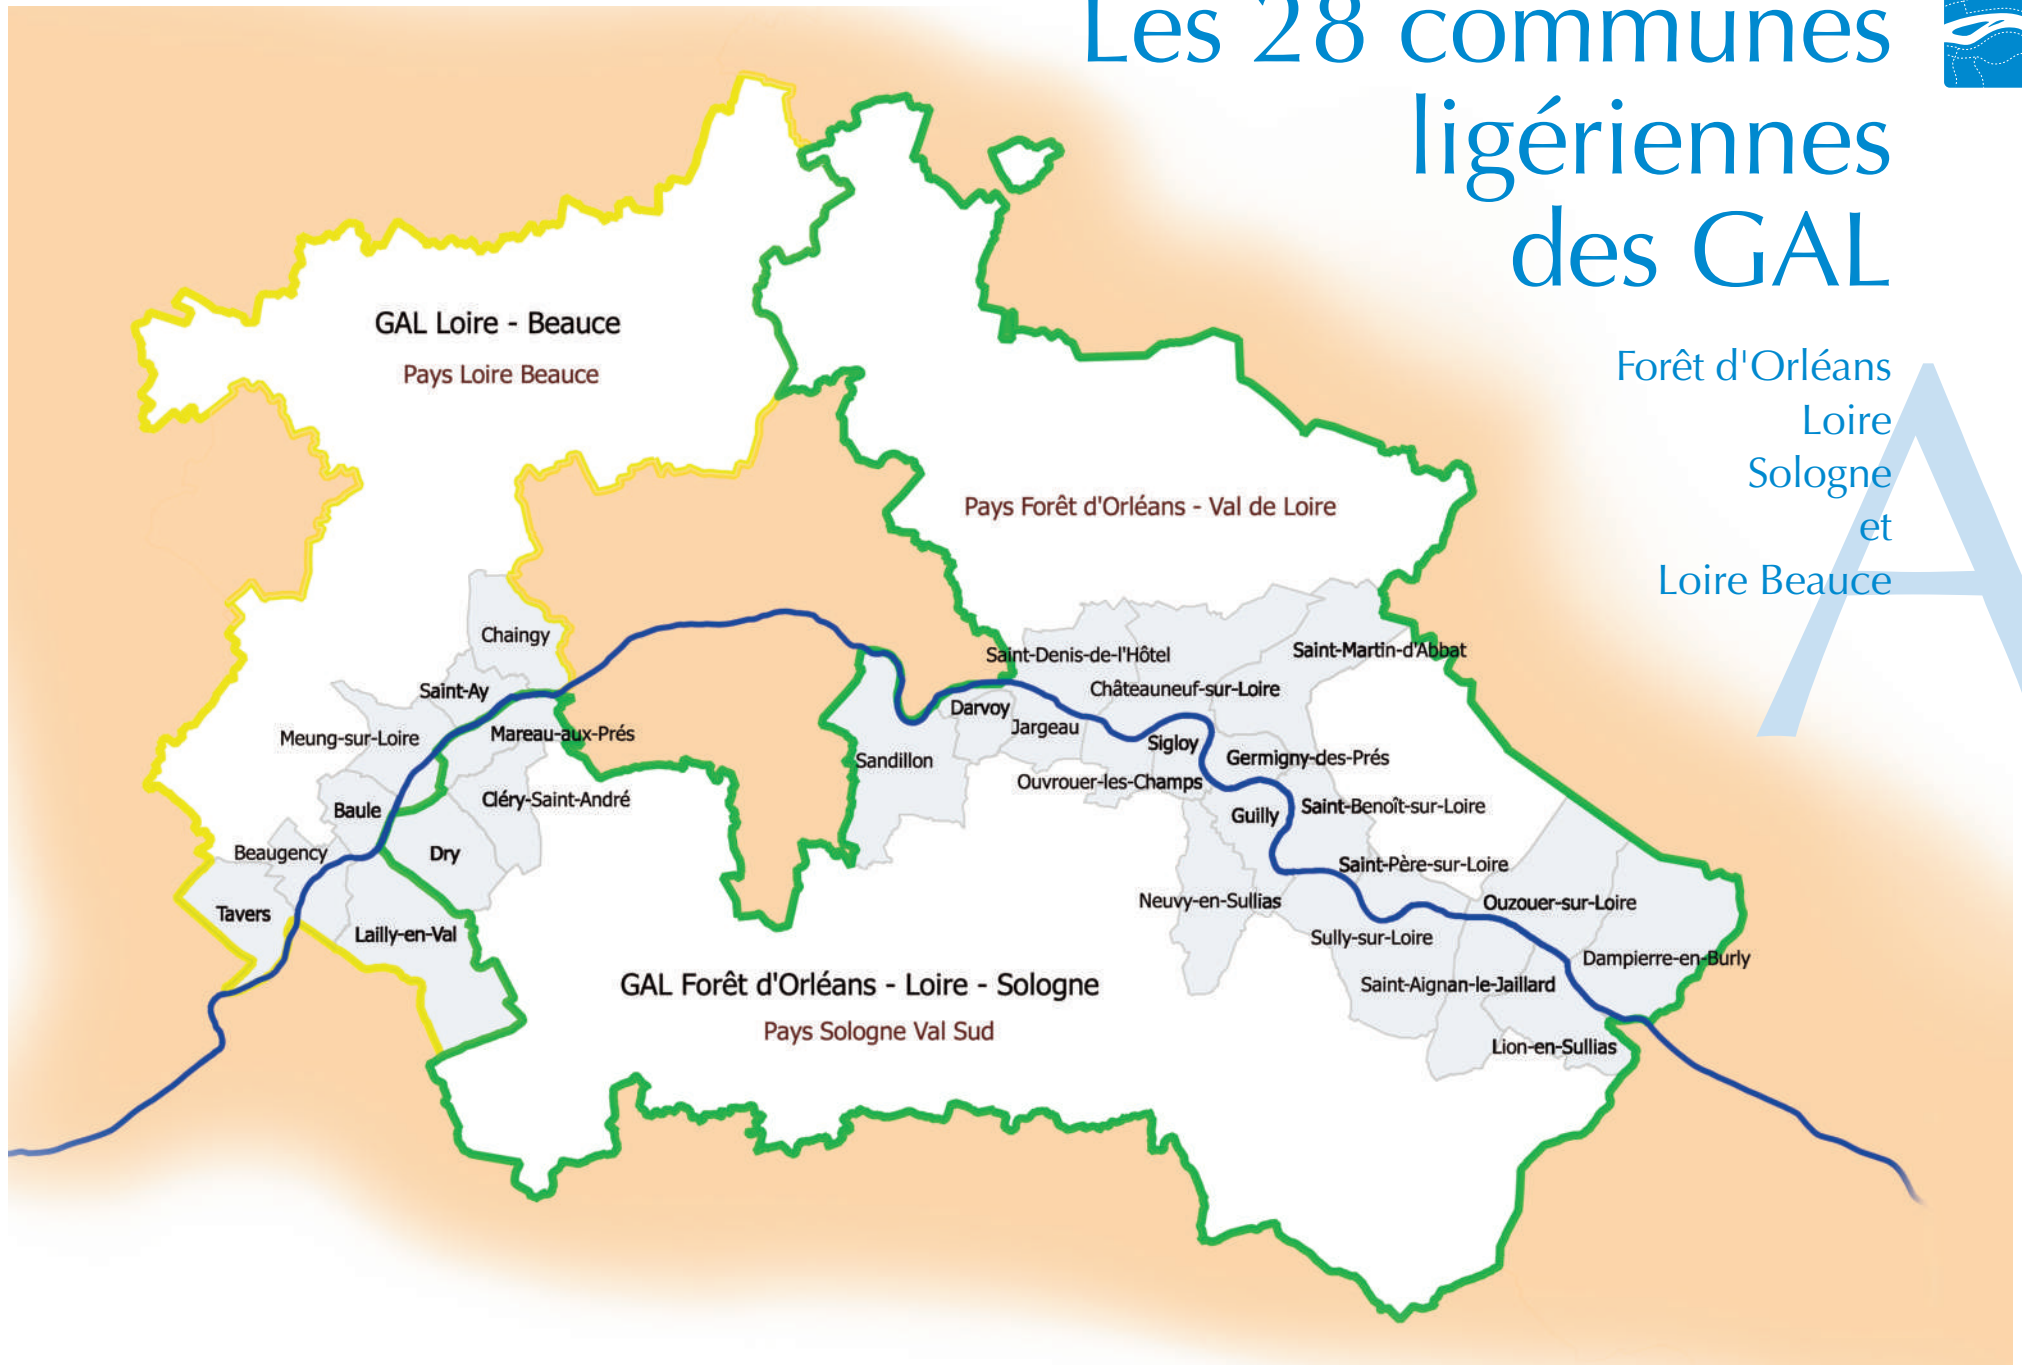 Les 28 communes
ligériennes
des GAL
Forêt d'Orléans
Loire
Sologne
et
Loire Beauce
A
GAL Loire - Beauce
Pays Loire Beauce
Pays Forêt d'Orléans - Val de Loire
Chaingy
Saint-Ay
Meung-sur-Loire
Mareau-aux-Prés
Baule
Cléry-Saint-André
Beaugency
Dry
Tavers
Lailly-en-Val
Saint-Denis-de-l'Hôtel
Saint-Martin-d'Abbat
Châteauneuf-sur-Loire
Darvoy
Jargeau
Sandillon
Sigloy
Ouvrouer-les-Champs
Germigny-des-Prés
Guilly
Saint-Benoît-sur-Loire
Saint-Père-sur-Loire
Neuvy-en-Sullias
Ouzouer-sur-Loire
Sully-sur-Loire
Dampierre-en-Burly
Saint-Aignan-le-Jaillard
Lion-en-Sullias
GAL Forêt d'Orléans - Loire - Sologne
Pays Sologne Val Sud